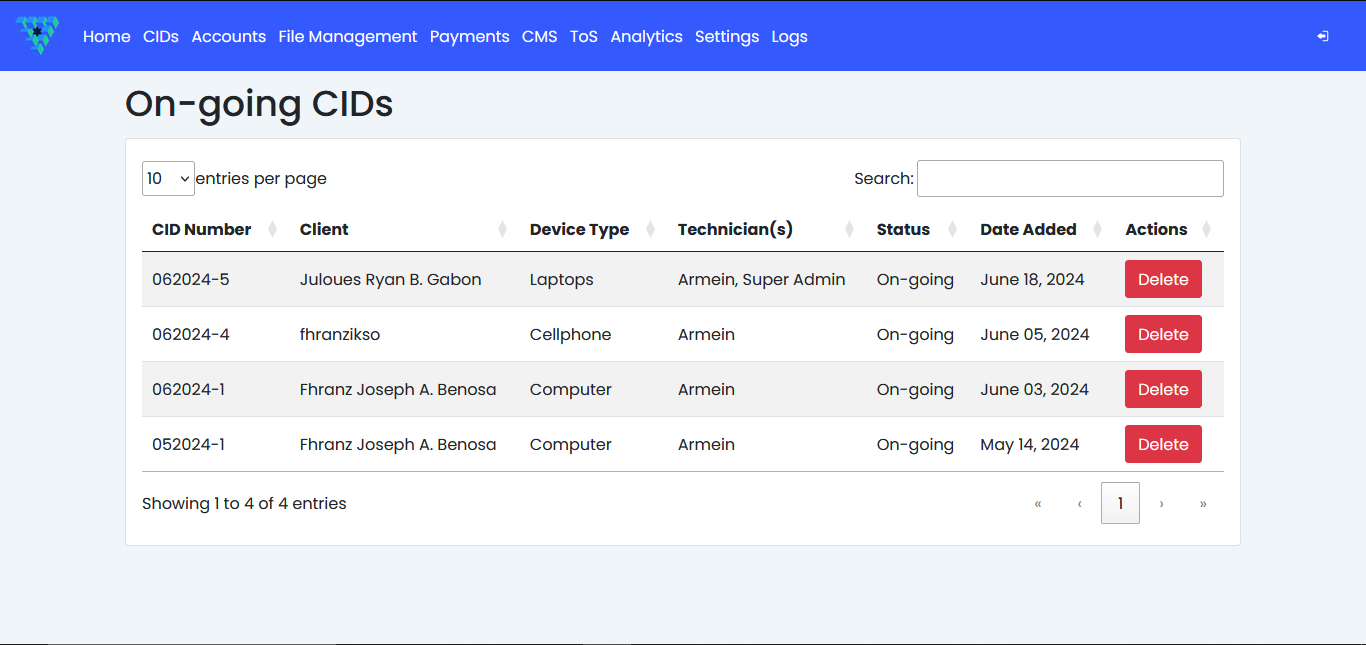 Home CIDs Accounts File Management Payments CMS ToS Analytics Settings Logs
On-going CIDs
10 entries per page Search:
CID Number Client Device Type Technician(s) Status Date Added Actions
062024-5 Juloues Ryan B. Gabon Laptops Armein, Super Admin On-going June 18, 2024 Delete
062024-4 fhranzikso Cellphone Armein On-going June 05, 2024 Delete
062024-1 Fhranz Joseph A. Benosa Computer Armein On-going June 03, 2024 Delete
052024-1 Fhranz Joseph A. Benosa Computer Armein On-going May 14, 2024 Delete
Showing 1 to 4 of 4 entries « ‹ 1 › »